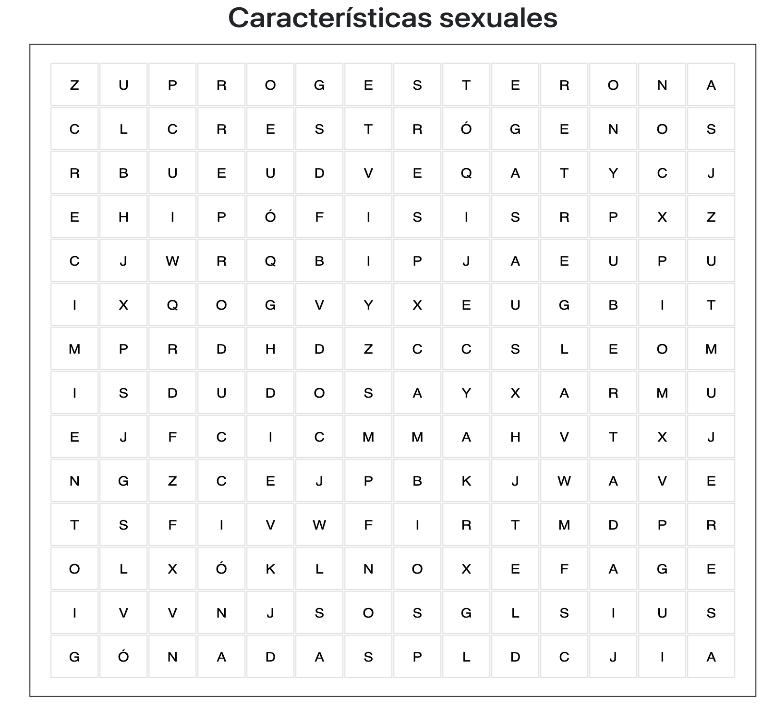 Características sexuales
Z U P R O G E S T E R O N A
C L C R E S T R Ó G E N O S
R B U E U D V E Q A T Y C J
E H I P Ó F I S I S R P X Z
C J W R Q B I P J A E U P U
I X Q O G V Y X E U G B I T
M P R D H D Z C C S L E O M
I S D U D O S A Y X A R M U
E J F C I C M M A H V T X J
N G Z C E J P B K J W A V E
T S F I V W F I R T M D P R
O L X Ó K L N O X E F A G E
I V V N J S O S G L S I U S
G Ó N A D A S P L D C J I A